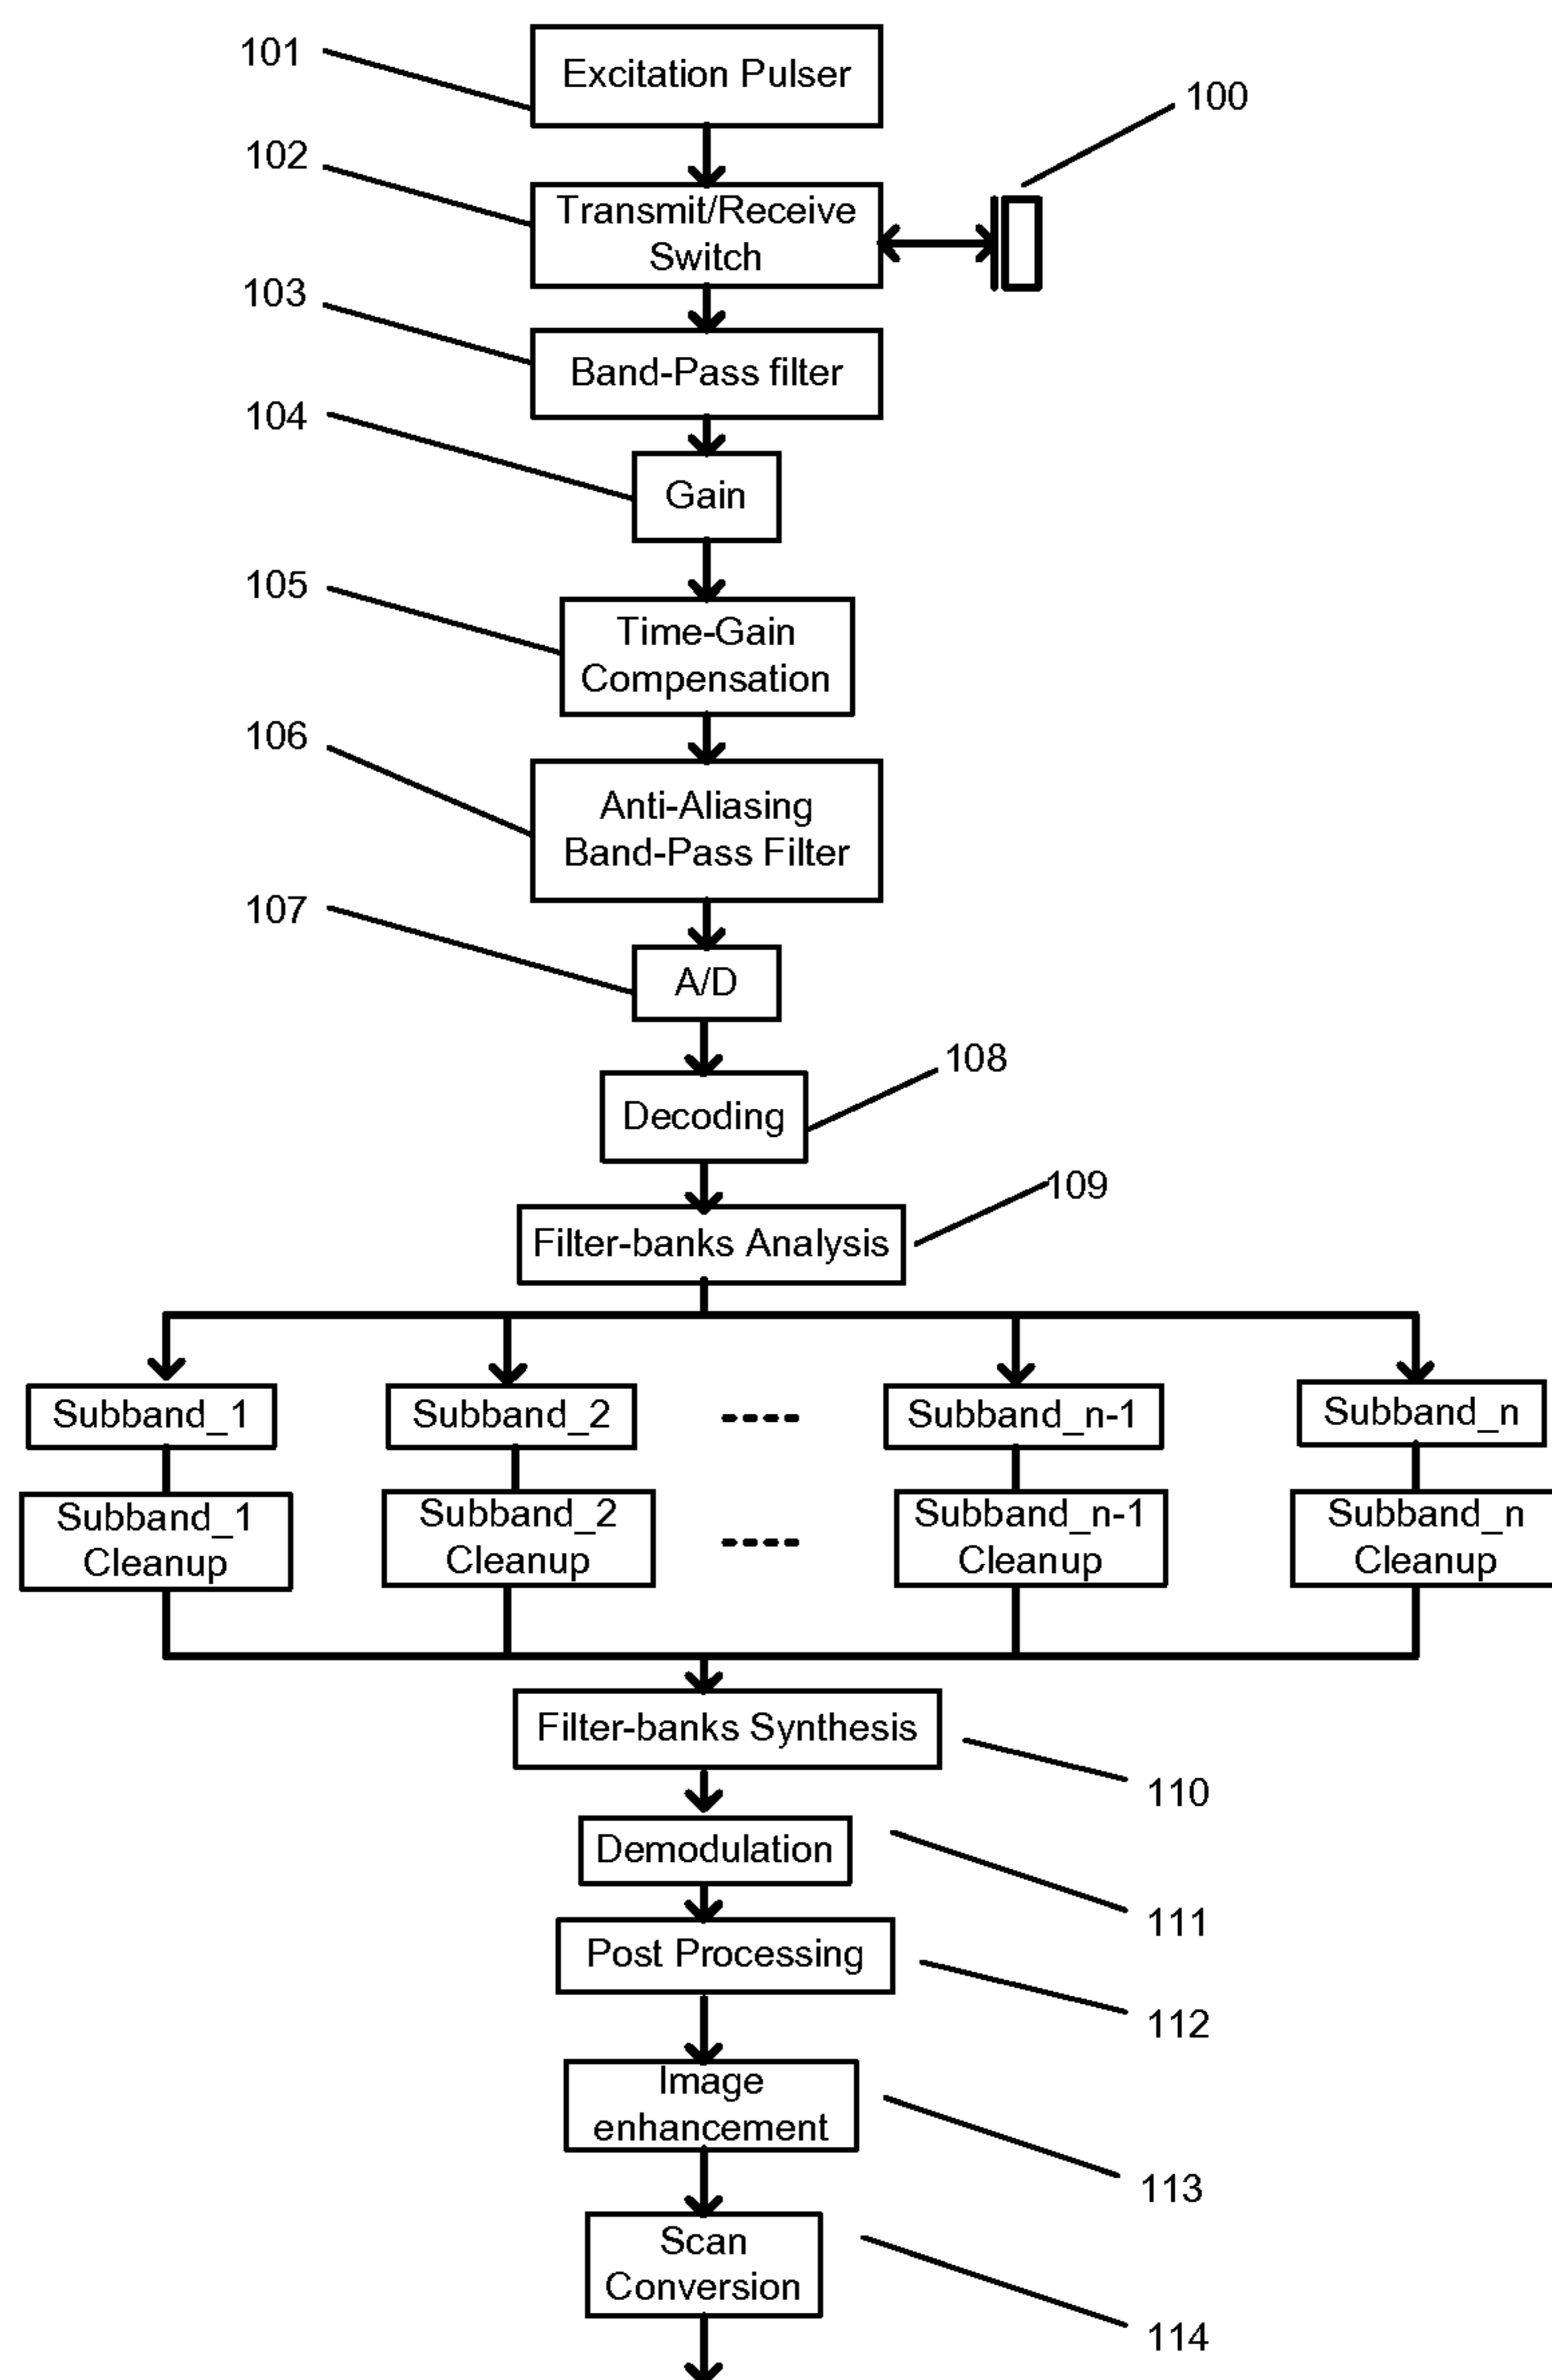 101
Excitation Pulser
100
102
Transmit/Receive
Switch
103
Band-Pass filter
104
Gain
105
Time-Gain
Compensation
106
Anti-Aliasing
Band-Pass Filter
107
A/D
108
Decoding
109
Filter-banks Analysis
Subband_1
Subband_2
----
Subband_n-1
Subband_n
Subband_1
Cleanup
Subband_2
Cleanup
----
Subband_n-1
Cleanup
Subband_n
Cleanup
Filter-banks Synthesis
110
Demodulation
111
Post Processing
112
Image
enhancement
113
Scan
Conversion
114